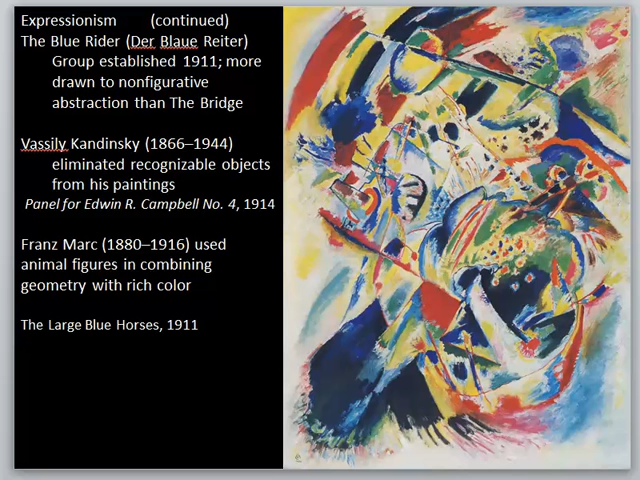 Expressionism (continued)
The Blue Rider (Der Blaue Reiter)
Group established 1911; more
drawn to nonfigurative
abstraction than The Bridge
Vassily Kandinsky (1866–1944)
eliminated recognizable objects
from his paintings
Panel for Edwin R. Campbell No. 4, 1914
Franz Marc (1880–1916) used
animal figures in combining
geometry with rich color
The Large Blue Horses, 1911